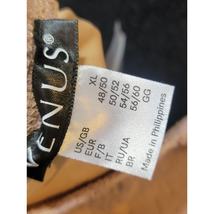 VENUS
US/GB XL
EUR 48/50
F/B 50/52
IT 54/56
RU/UA 56/60
BR GG
Made in Philippines